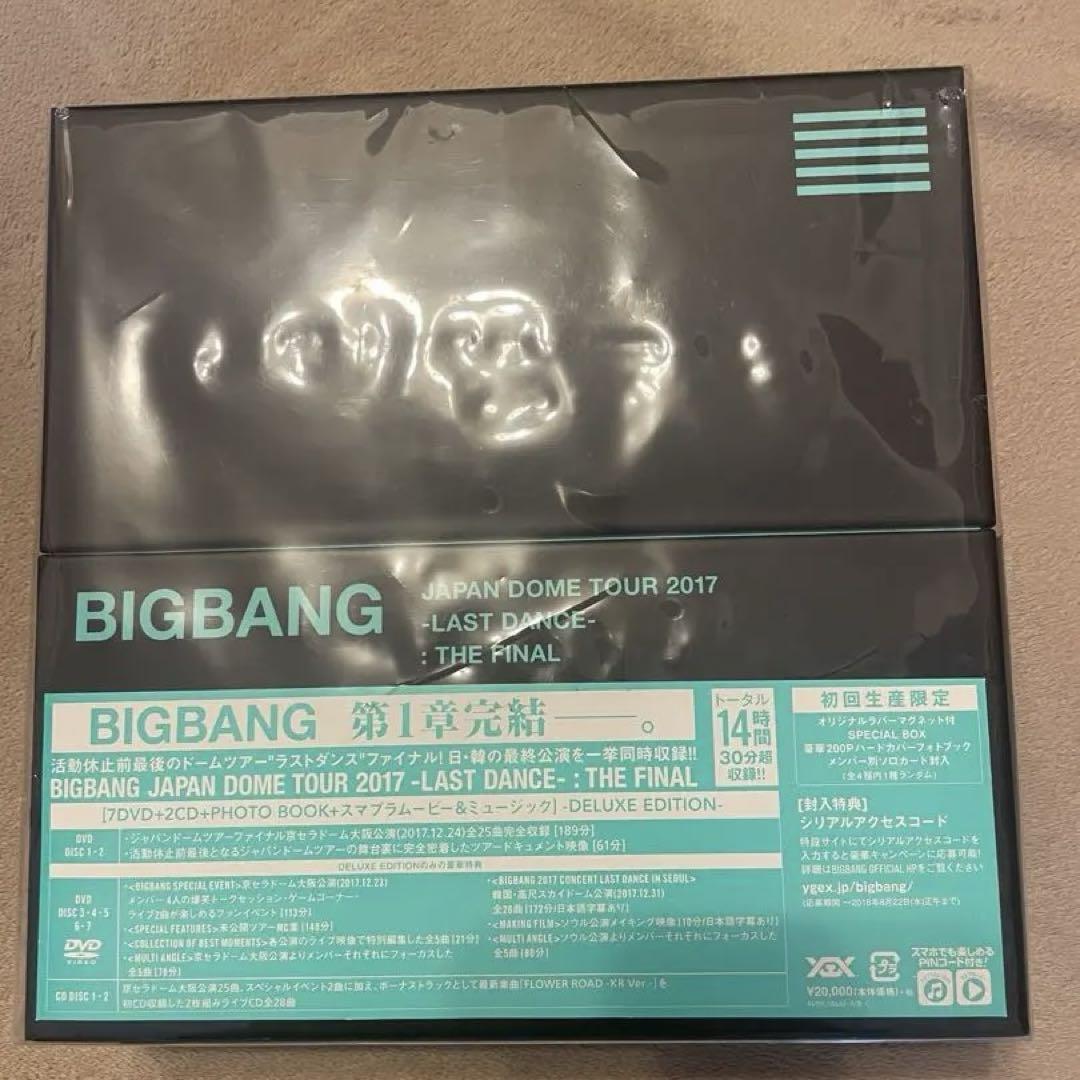 BIGBANG
JAPAN DOME TOUR 2017
-LAST DANCE-
: THE FINAL
BIGBANG 第1章完結――。
活動休止前最後のドームツアー"ラストダンス"ファイナル!日・韓の最終公演を一挙同時収録!!
BIGBANG JAPAN DOME TOUR 2017 -LAST DANCE- : THE FINAL
[7DVD+2CD+PHOTO BOOK+スマプラムービー&ミュージック] -DELUXE EDITION-
トータル
14時間
30分超
収録!!
DVD
DISC 1-2
・ジャパンドームツアーファイナル京セラドーム大阪公演(2017.12.24)全25曲完全収録 [189分]
・活動休止前最後となるジャパンドームツアーの舞台裏に完全密着したツアードキュメント映像 [61分]
DELUXE EDITIONのみの豪華特典
DVD
DISC 3・4・5
6・7
DVD
VIDEO
・<BIGBANG SPECIAL EVENT>京セラドーム大阪公演(2017.12.23)
メンバー4人の爆笑トークセッション・ゲームコーナー・
ライブ2曲が楽しめるファンイベント [113分]
・<SPECIAL FEATURES>未公開ツアーMC集 [148分]
・<COLLECTION OF BEST MOMENTS>各公演のライブ映像で特別編集した全5曲 [21分]
・<MULTI ANGLE>京セラドーム大阪公演よりメンバーそれぞれにフォーカスした
全5曲 [78分]
・<BIGBANG 2017 CONCERT LAST DANCE IN SEOUL>
韓国・高尺スカイドーム公演(2017.12.31)
全28曲 [172分/日本語字幕あり]
・<MAKING FILM>ソウル公演メイキング映像 [10分/日本語字幕あり]
・<MULTI ANGLE>ソウル公演よりメンバーそれぞれにフォーカスした
全5曲 [80分]
CD DISC 1-2
京セラドーム大阪公演25曲、スペシャルイベント2曲に加え、ボーナストラックとして最新楽曲「FLOWER ROAD -KR Ver.-」を
初CD収録した2枚組みライブCD全28曲
初回生産限定
オリジナルラバーマグネット付
SPECIAL BOX
豪華200Pハードカバーフォトブック
メンバー別ソロカード封入
(全4種内1種ランダム)
[封入特典]
シリアルアクセスコード
特設サイトにてシリアルアクセスコードを
入力すると豪華キャンペーンに応募可能!
詳細はBIGBANG OFFICIAL HPをご覧ください
ygex.jp/bigbang/
(応募期間 ~2018年8月22日(水)正午まで)
YGEX
プラ
スマホでも楽しめる
PINコード付き!
¥20,000(本体価格)+税